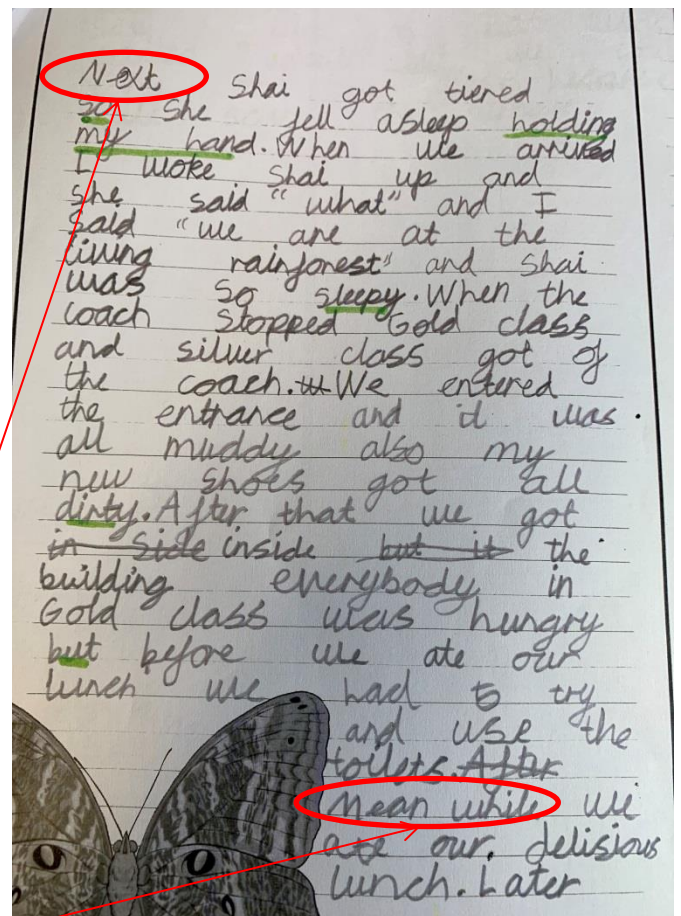 Next Shai got tiered
so she fell asleep holding
my hand. When we arrived
I woke Shai up and
she said "what" and I
said "we are at the
living rainforest" and Shai
was so sleepy. When the
coach stopped Gold class
and silver class got of
the coach. We entered
the entrance and it was
all muddy also my
new shoes got all
dirty. After that we got
in side inside but it the
building everybody in
Gold class was hungry
but before we ate our
lunch we had to try
and use the
toilets. After
Mean while we
ate our delisious
lunch. Later